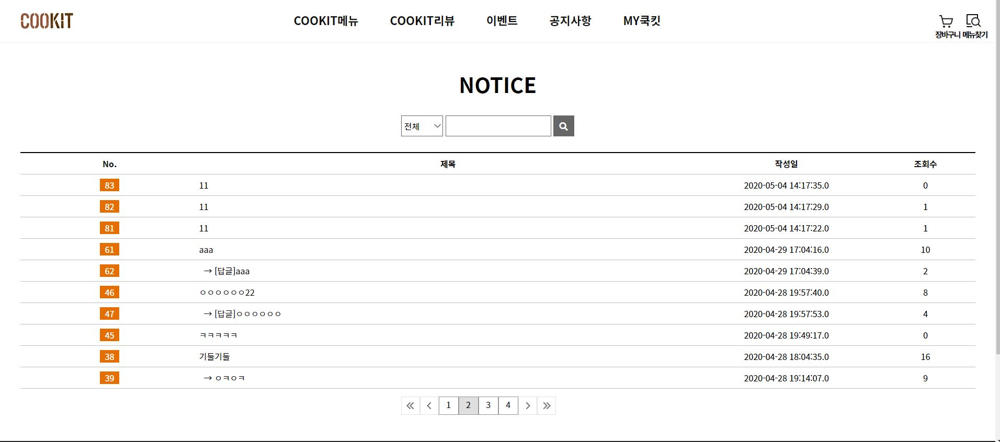 COOKIT
COOKIT메뉴 COOKIT리뷰 이벤트 공지사항 MY쿡킷
장바구니 메뉴찾기
NOTICE
전체
No. 제목 작성일 조회수
83 11 2020-05-04 14:17:35.0 0
82 11 2020-05-04 14:17:29.0 1
81 11 2020-05-04 14:17:22.0 1
61 aaa 2020-04-29 17:04:16.0 10
62 → [답글]aaa 2020-04-29 17:04:39.0 2
46 ㅇㅇㅇㅇㅇㅇ22 2020-04-28 19:57:40.0 8
47 → [답글]ㅇㅇㅇㅇㅇㅇ 2020-04-28 19:57:53.0 4
45 ㅋㅋㅋㅋㅋ 2020-04-28 19:49:17.0 0
38 기둘기둘 2020-04-28 18:04:35.0 16
39 → ㅇㅋㅇㅋ 2020-04-28 19:14:07.0 9
1 2 3 4